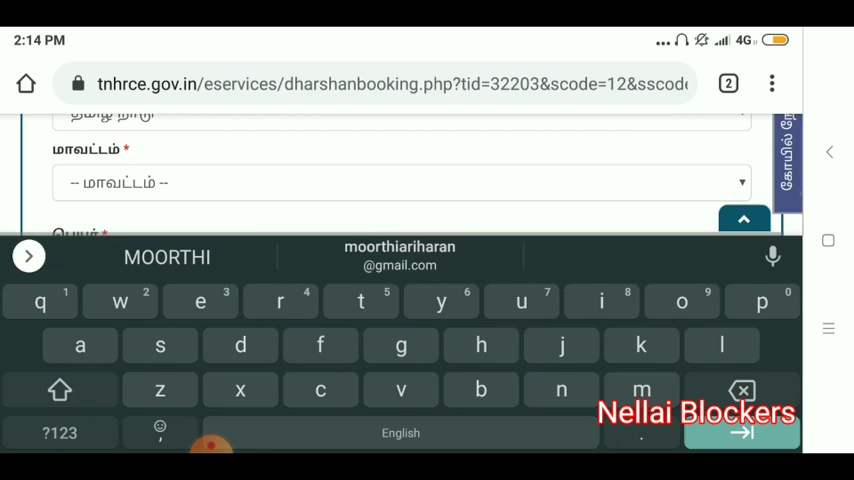 2:14 PM
4G
tnhrce.gov.in/eservices/dharshanbooking.php?tid=32203&scode=12&sscode
2
தமிழ் நாடு
மாவட்டம் *
-- மாவட்டம் --
பெயர் *
MOORTHI
moorthiariharan
@gmail.com
q 1 w 2 e 3 r 4 t 5 y 6 u 7 i 8 o 9 p 0
a s d f g h j k l
z x c v b n m
Nellai Blockers
?123 , English .